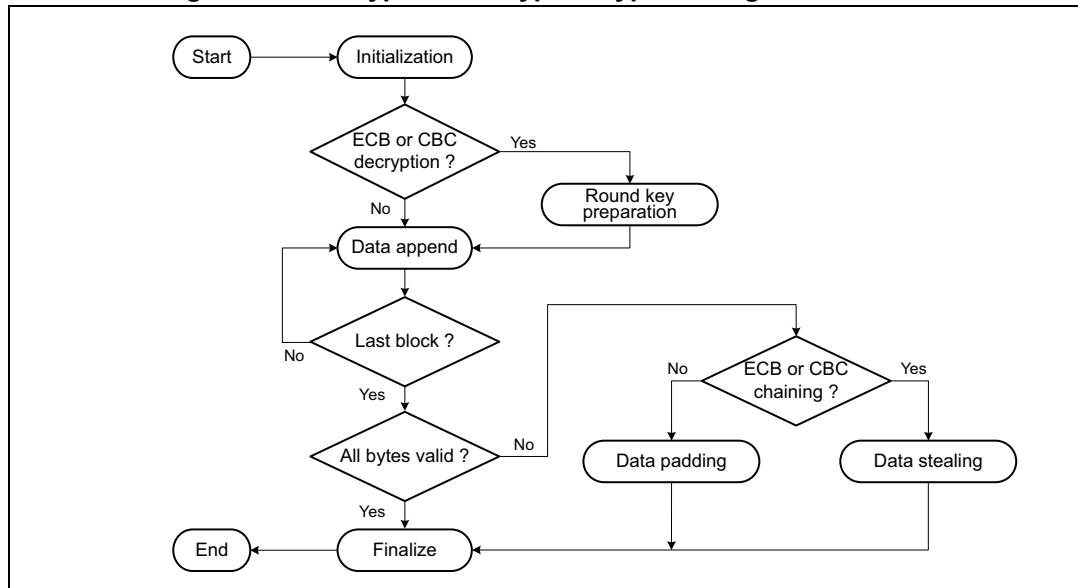 Start
Initialization
ECB or CBC
decryption ?
Yes
Round key
preparation
No
Data append
Last block ?
No
Yes
ECB or CBC
chaining ?
No
Yes
All bytes valid ?
No
Data padding
Data stealing
Yes
End
Finalize